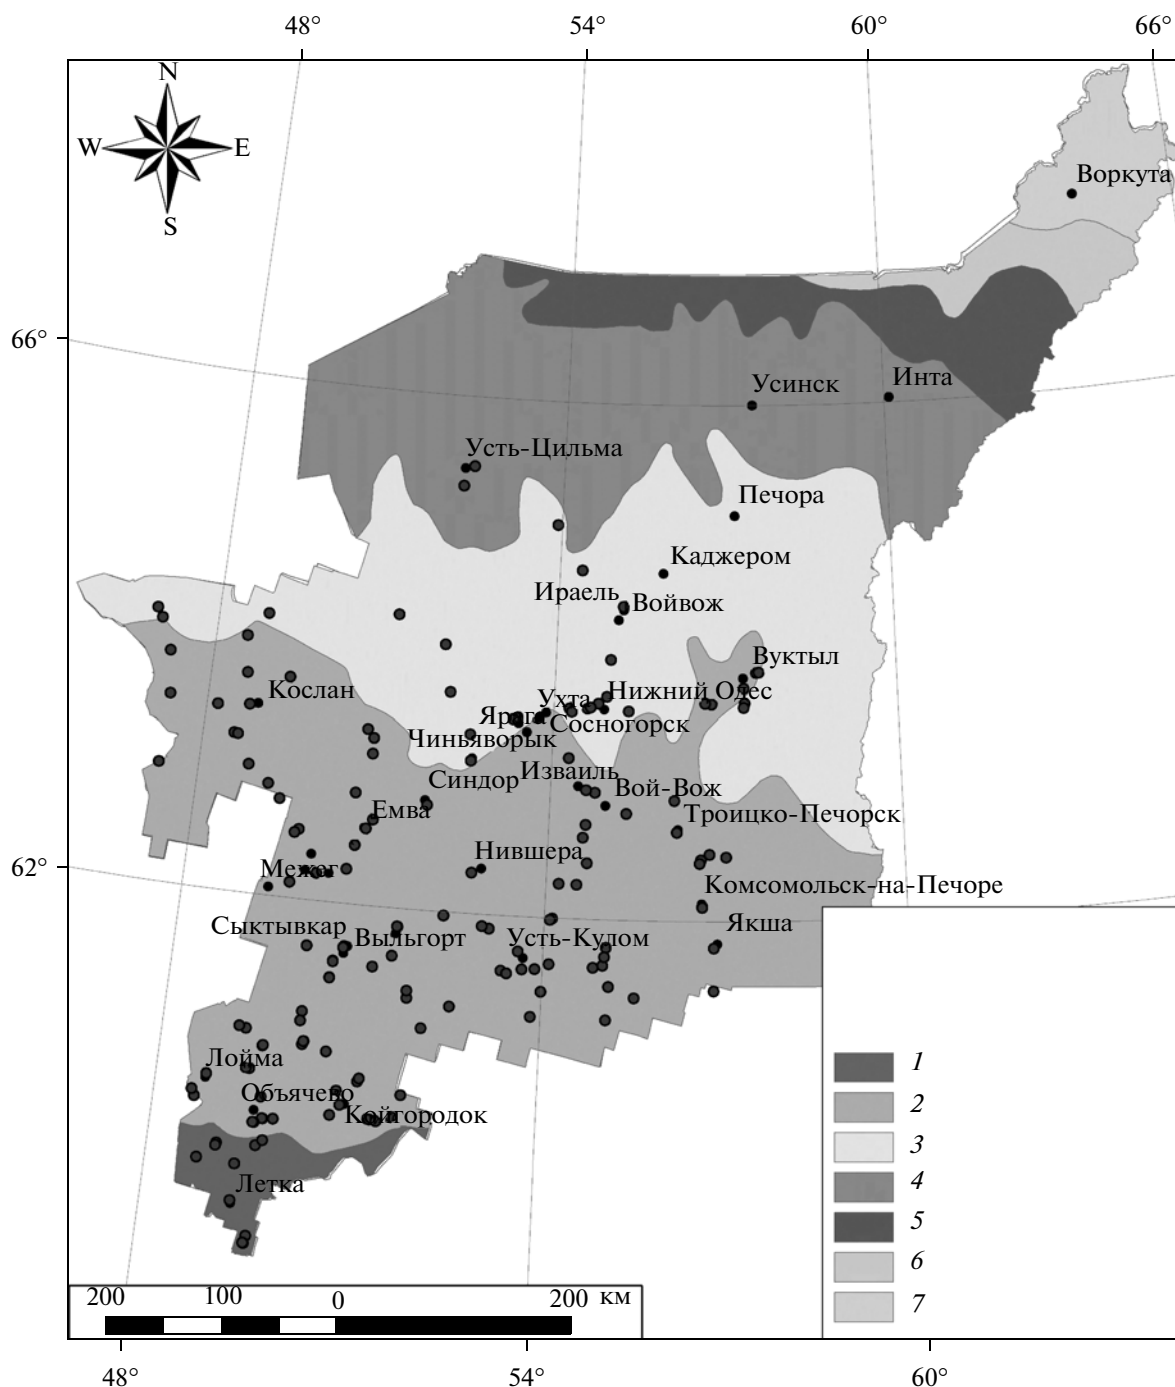 48° 54° 60° 66°
N
W E
S
Воркута
66°
Усинск Инта
Усть-Цильма
Печора
Каджером
Ираель
Войвож
Вуктыл
Кослан
Нижний Одес
Ухта
Ярега
Сосногорск
Чиньяворык
Изваиль
Синдор
Вой-Вож
Емва
Троицко-Печорск
62°
Нившера
Межег
Комсомольск-на-Печоре
Сыктывкар
Выльгорт
Усть-Кулом
Якша
Лойма
Объячево
Койгородок
Летка
1
2
3
4
5
6
7
200 100 0 200 км
48° 54° 60°